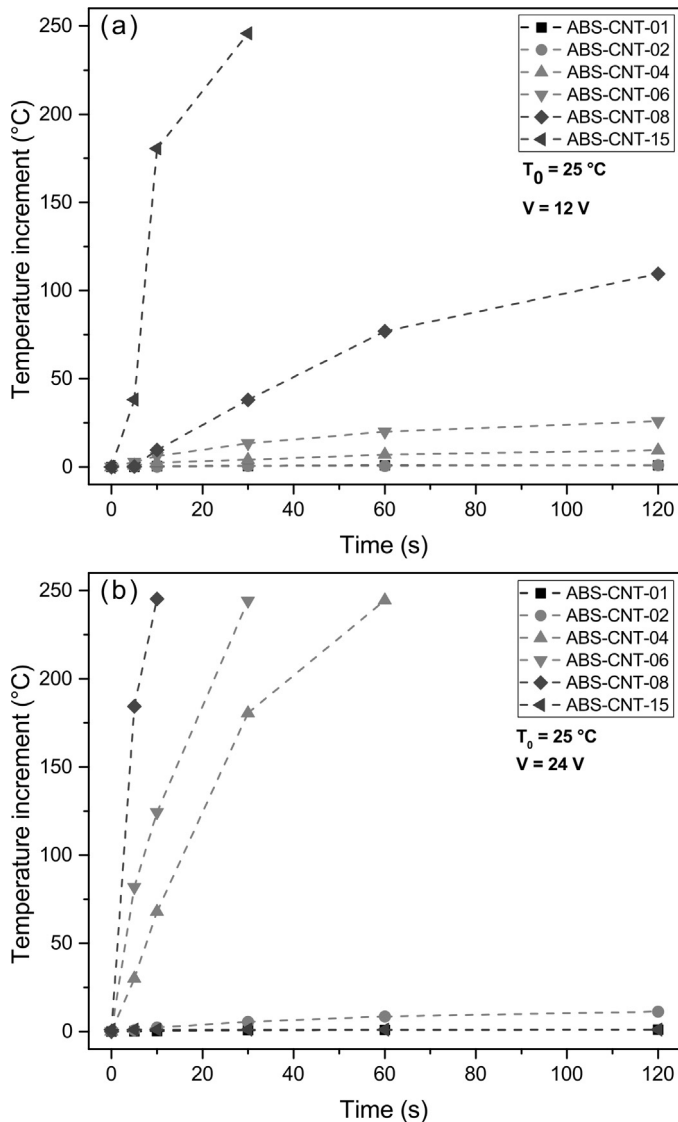 (a)
ABS-CNT-01
ABS-CNT-02
ABS-CNT-04
ABS-CNT-06
ABS-CNT-08
ABS-CNT-15
T0 = 25 °C
V = 12 V
Temperature increment (°C)
250
200
150
100
50
0
0 20 40 60 80 100 120
Time (s)
(b)
ABS-CNT-01
ABS-CNT-02
ABS-CNT-04
ABS-CNT-06
ABS-CNT-08
ABS-CNT-15
T0 = 25 °C
V = 24 V
Temperature increment (°C)
250
200
150
100
50
0
0 20 40 60 80 100 120
Time (s)